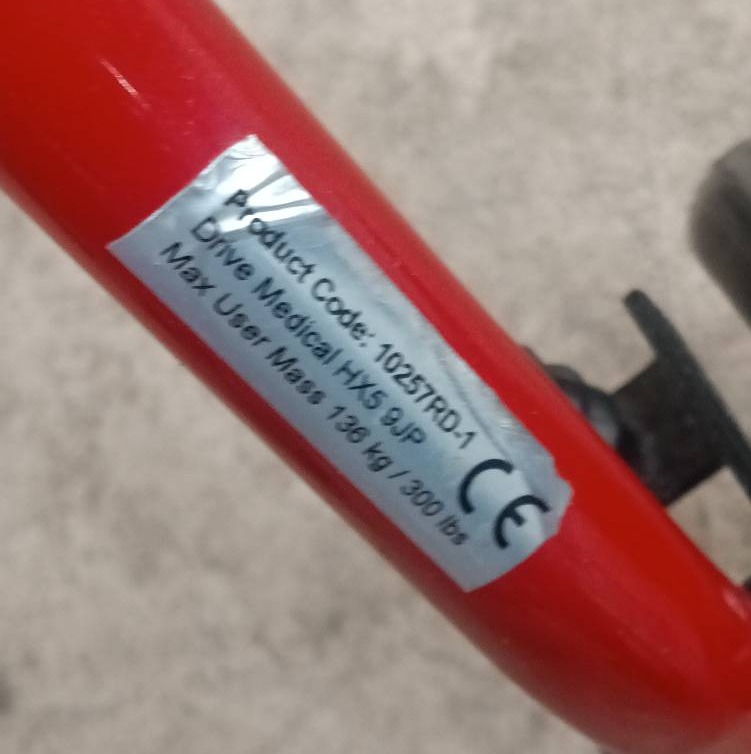 Product Code: 10257RD-1
Drive Medical HX5 9JP
Max User Mass 136 kg / 300 lbs
CE